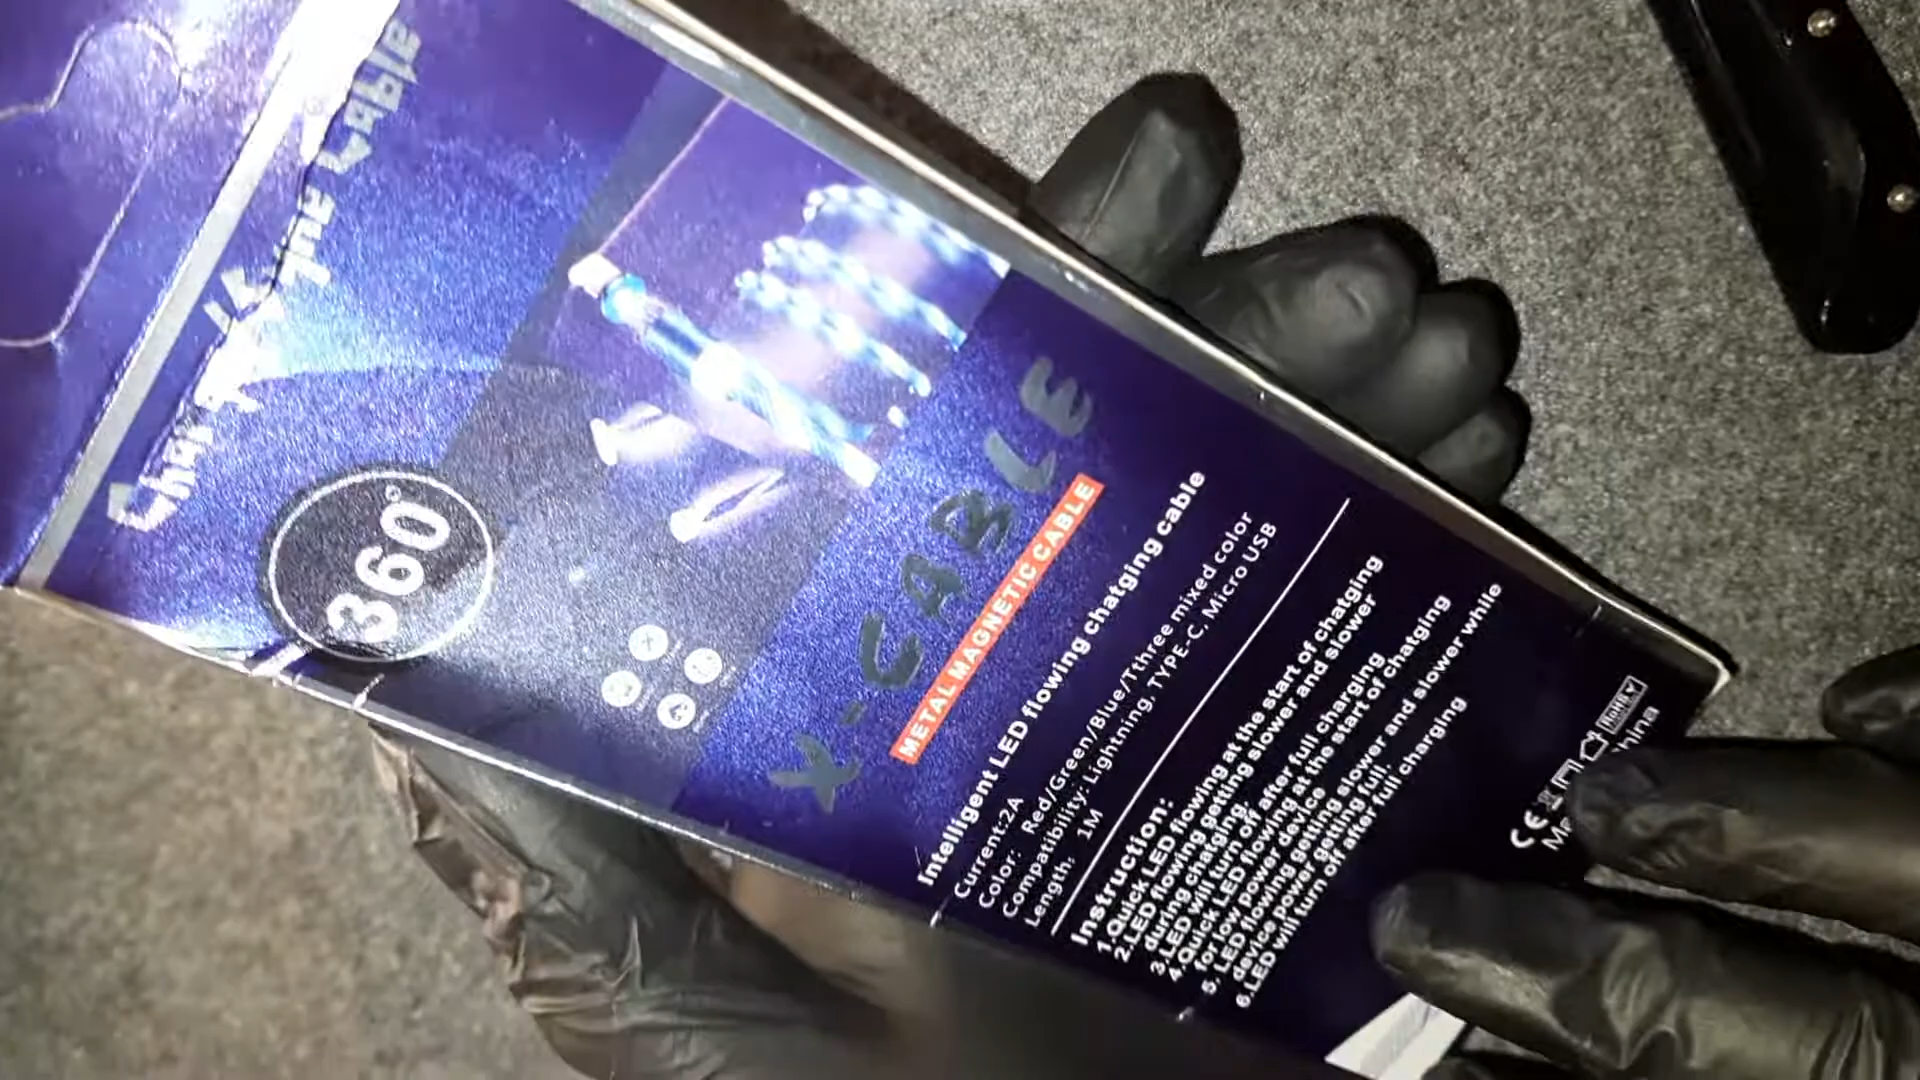 360°
X-CABLE
METAL MAGNETIC CABLE
Intelligent LED flowing chatging cable
Current:2A
Color: Red/Green/Blue/Tthree mixed color
Compatibility: Lightning, TYPE-C, Micro USB
Length: 1M
Instruction:
1.Quick LED flowing at the start of chatging
2.LED flowing getting slower and slower
during chatging.
3.LED will turn off after full charging
4.Quick LED flowing at the start of chatging
for low power device
5. LED flowing getting slower and slower while
device power getting full.
6.LED will turn off after full charging
CE
RoHS